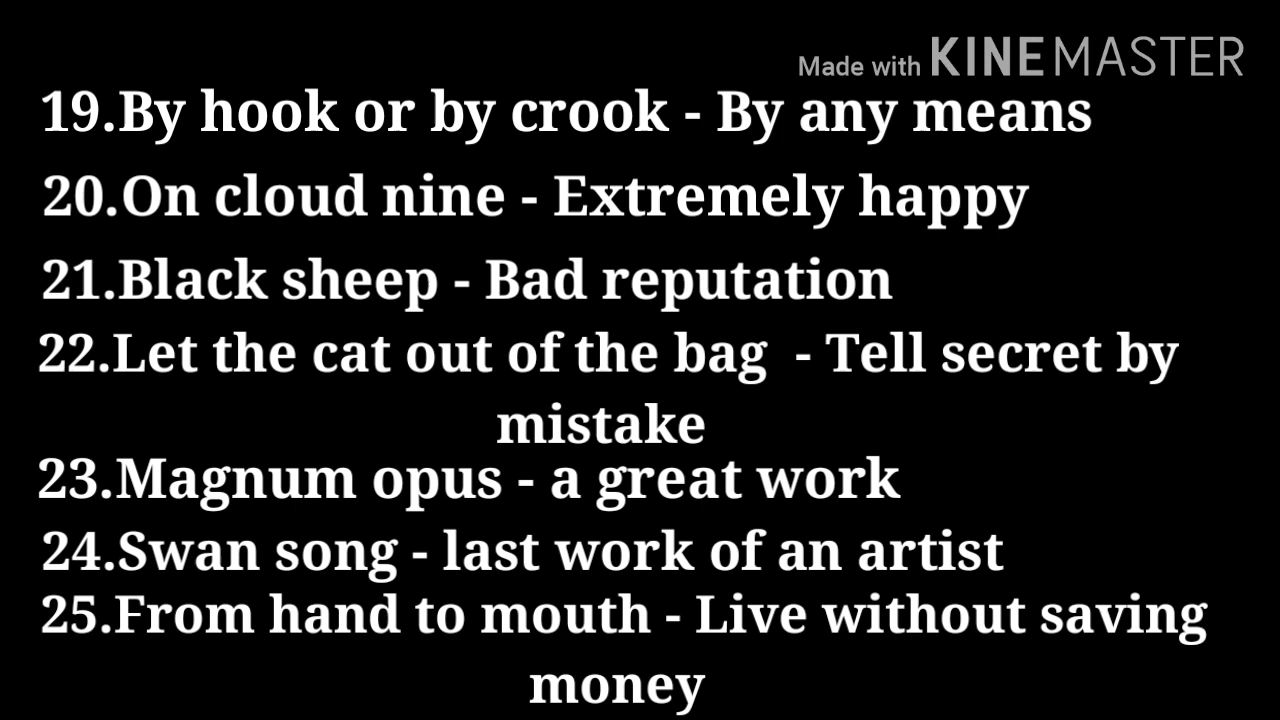 Made with KINEMASTER
19.By hook or by crook - By any means
20.On cloud nine - Extremely happy
21.Black sheep - Bad reputation
22.Let the cat out of the bag  - Tell secret by
mistake
23.Magnum opus - a great work
24.Swan song - last work of an artist
25.From hand to mouth - Live without saving
money